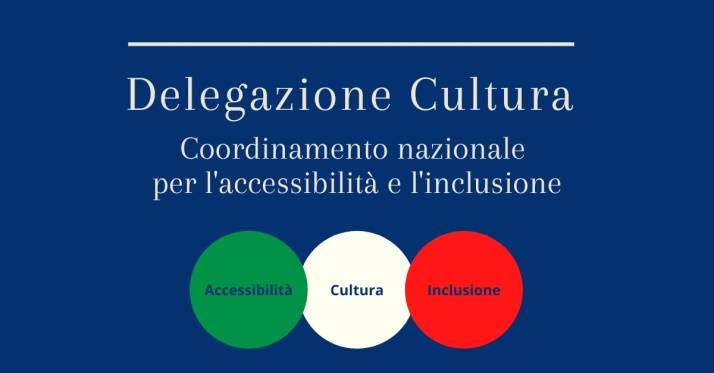 Delegazione Cultura
Coordinamento nazionale
per l'accessibilità e l'inclusione
Accessibilità Cultura Inclusione